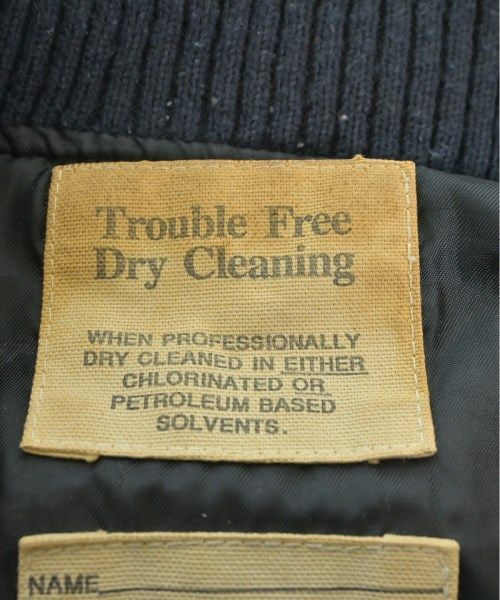 Trouble Free
Dry Cleaning
WHEN PROFESSIONALLY
DRY CLEANED IN EITHER
CHLORINATED OR
PETROLEUM BASED
SOLVENTS.
NAME